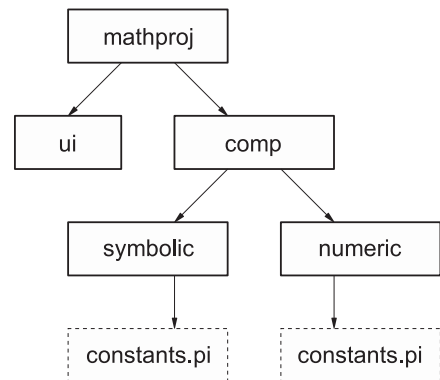 mathproj
ui
comp
symbolic
numeric
constants.pi
constants.pi